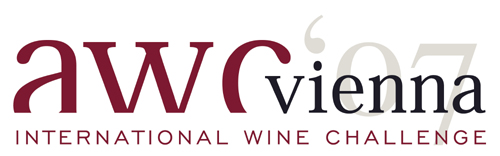 awc vienna '07
INTERNATIONAL WINE CHALLENGE